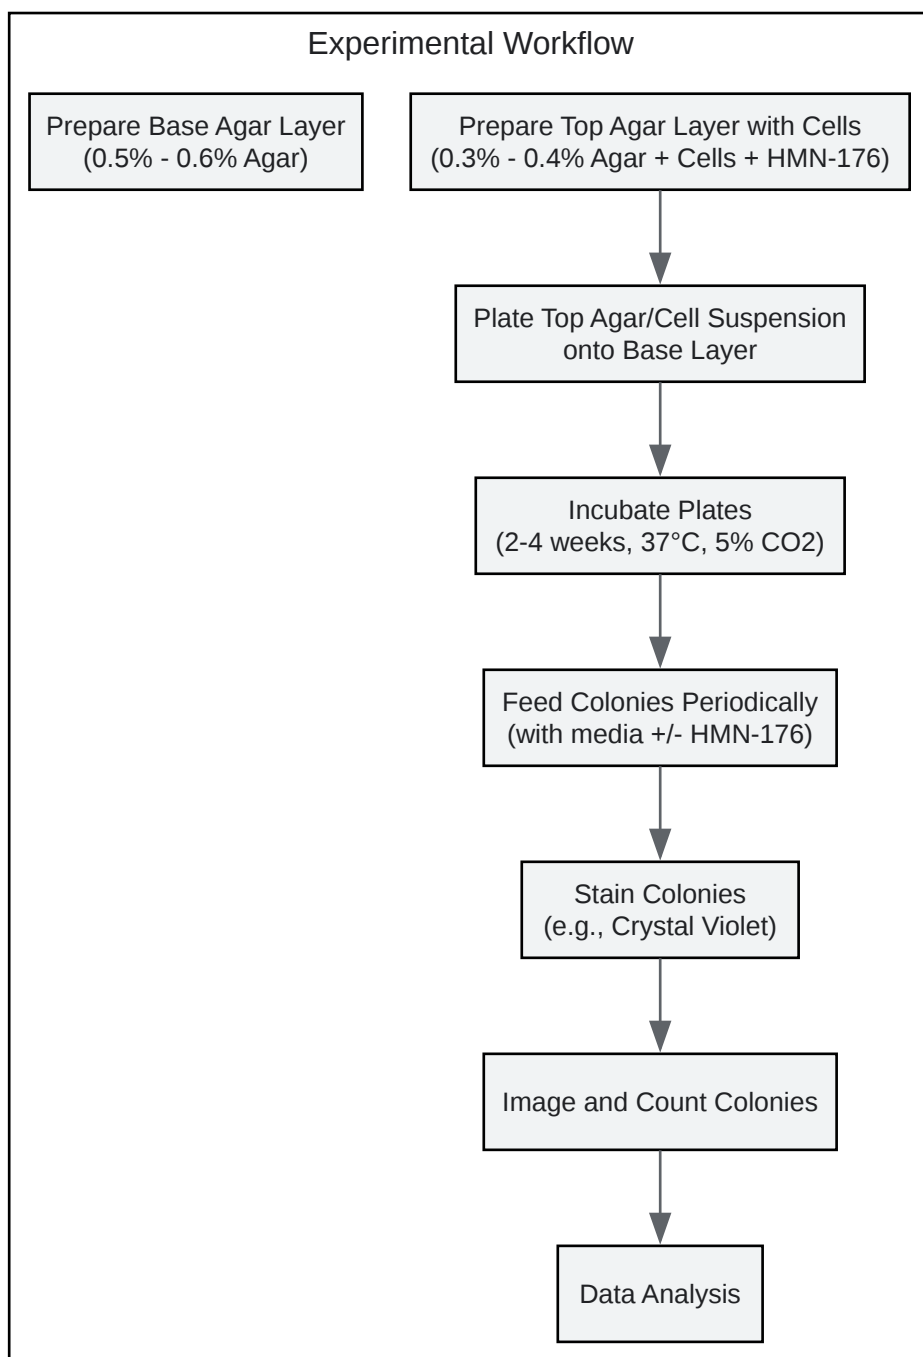 Experimental Workflow
Prepare Base Agar Layer
(0.5% - 0.6% Agar)
Prepare Top Agar Layer with Cells
(0.3% - 0.4% Agar + Cells + HMN-176)
Plate Top Agar/Cell Suspension
onto Base Layer
Incubate Plates
(2-4 weeks, 37°C, 5% CO2)
Feed Colonies Periodically
(with media +/- HMN-176)
Stain Colonies
(e.g., Crystal Violet)
Image and Count Colonies
Data Analysis